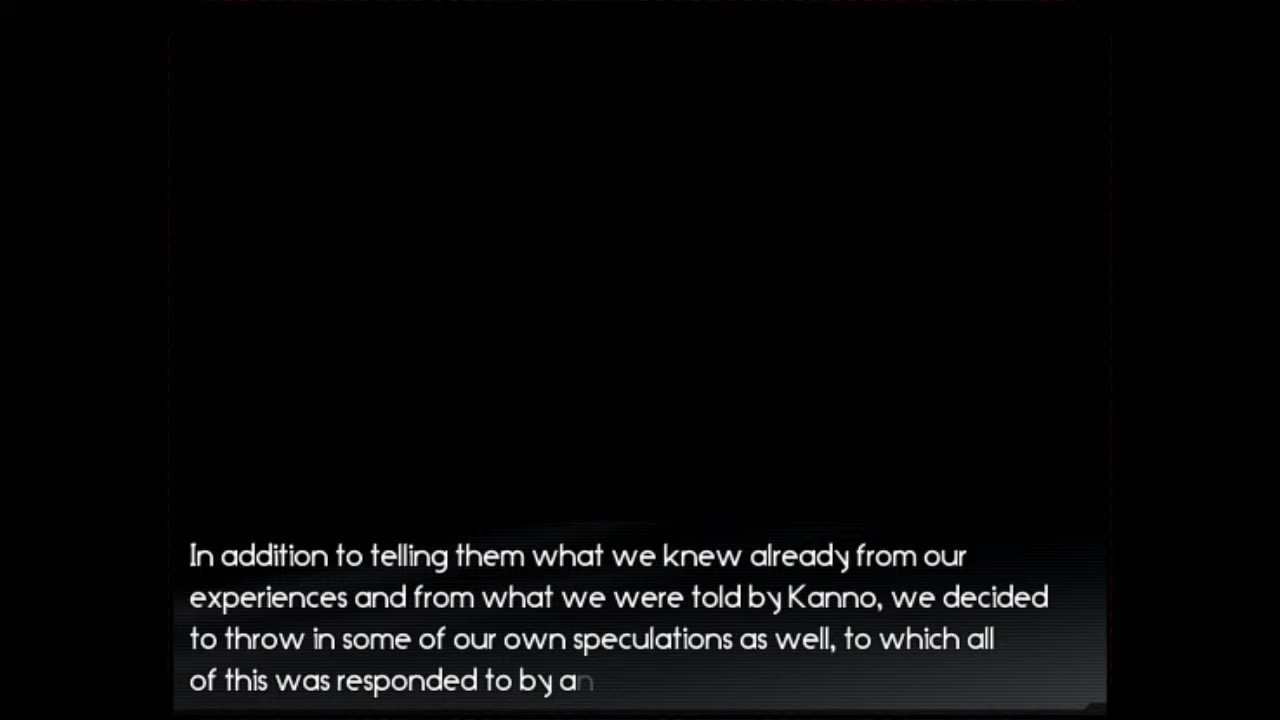 In addition to telling them what we knew already from our
experiences and from what we were told by Kanno, we decided
to throw in some of our own speculations as well, to which all
of this was responded to by an